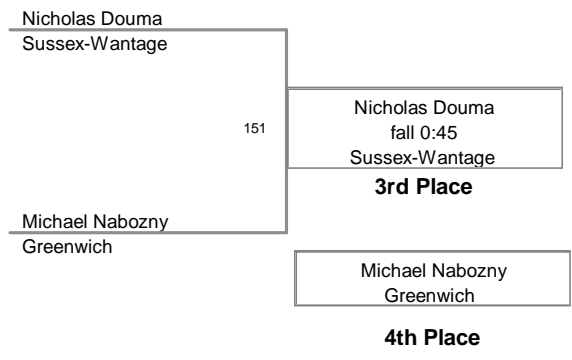 Nicholas Douma
Sussex-Wantage
151
Nicholas Douma
fall 0:45
Sussex-Wantage
3rd Place
Michael Nabozny
Greenwich
Michael Nabozny
Greenwich
4th Place